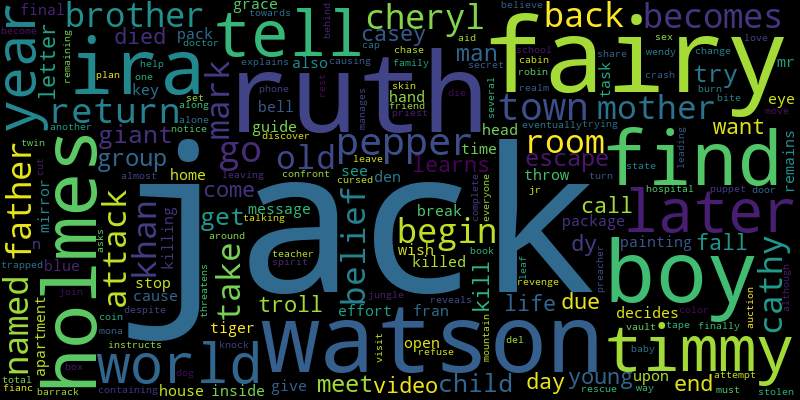 final grace towards believe
become brother died pack doctor tell cheryl back becomes
year letter remaining ira plan help one key also casey man chase aid cap behind causing secret fairy school sex love wendy change share mr
explains
return set along alone mark ruth phone family friend skin hand several cabin robin task try crash burn bite eye
another notice bell guide rest die priest head realm town mother move
giant go discover old pepper time eventually trying room want
father twin group almost leave confront learns escape find state leading remains
cut mirror home cursed see den throw hospital puppet door
holmes n asks come khan killing get message talking belief break complete everyone jr turn call later
named attack around teacher begin package boy
trapped blue stop spirit wish book leaf dy painting fall cathy
join cause threatens take jack killed revenge preacher due decides color although
apartment coin despite tiger troll effort jungle reveals kill life vault tape finally auction
mona knock watson fran mountain timmy
instructs visit open refuse del baby
total box world dog meet video child day young upon end attempt
fianc barrack containing house inside give rescue way must stolen